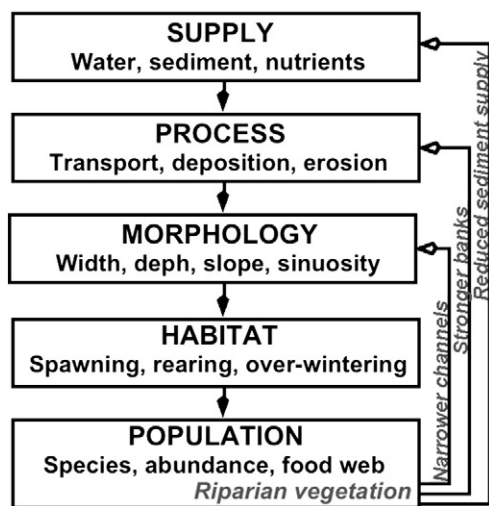 SUPPLY
Water, sediment, nutrients
PROCESS
Transport, deposition, erosion
MORPHOLOGY
Width, deph, slope, sinuosity
HABITAT
Spawning, rearing, over-wintering
POPULATION
Species, abundance, food web
Riparian vegetation
Narrower channels
Stronger banks
Reduced sediment supply